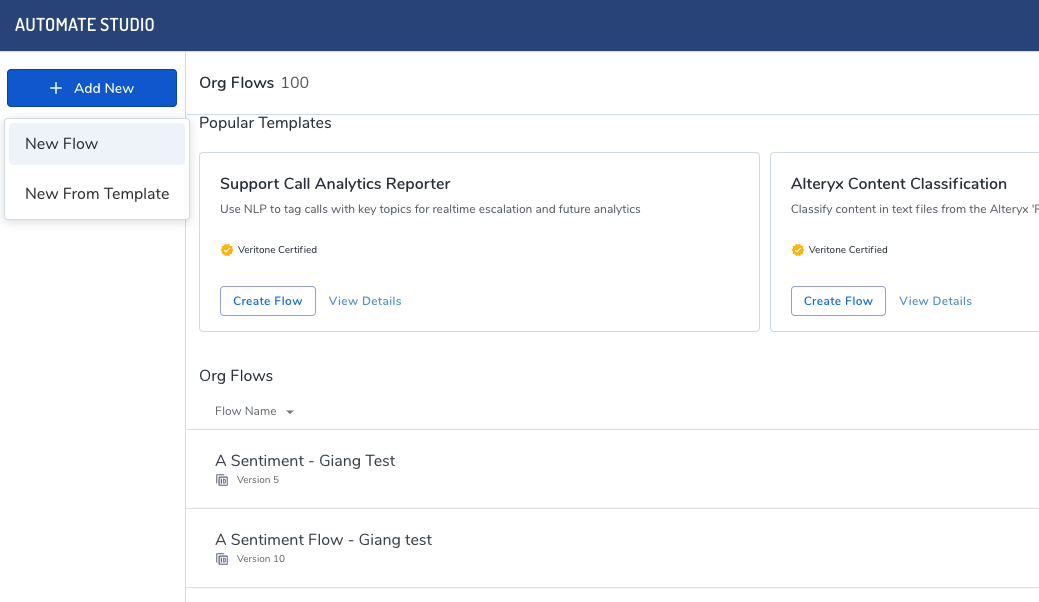 AUTOMATE STUDIO
+ Add New
New Flow
New From Template
Org Flows 100
Popular Templates
Support Call Analytics Reporter
Use NLP to tag calls with key topics for realtime escalation and future analytics
Veritone Certified
Create Flow View Details
Alteryx Content Classification
Classify content in text files from the Alteryx
Veritone Certified
Create Flow View Details
Org Flows
Flow Name
A Sentiment - Giang Test
Version 5
A Sentiment Flow - Giang test
Version 10